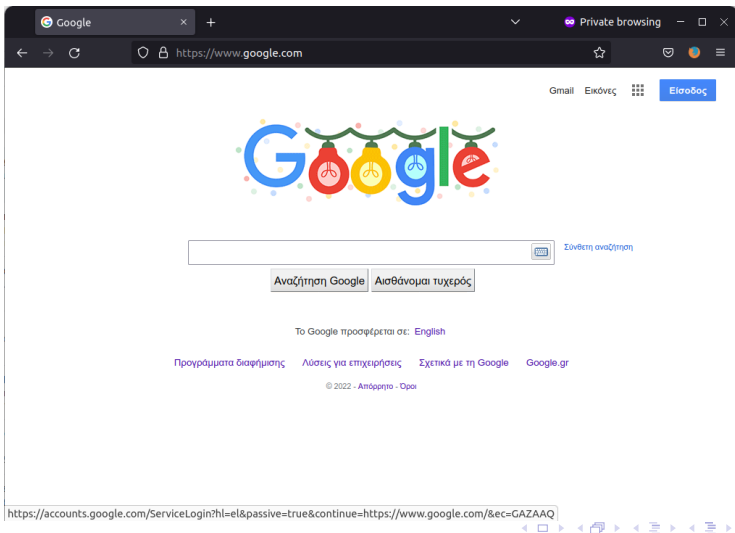 Google
Private browsing
https://www.google.com
Gmail Εικόνες Είσοδος
Google
Σύνθετη αναζήτηση
Αναζήτηση Google Αισθάνομαι τυχερός
Το Google προσφέρεται σε: English
Προγράμματα διαφήμισης Λύσεις για επιχειρήσεις Σχετικά με τη Google Google.gr
© 2022 - Απόρρητο - Όροι
https://accounts.google.com/ServiceLogin?hl=el&passive=true&continue=https://www.google.com/&ec=GAZAAQ